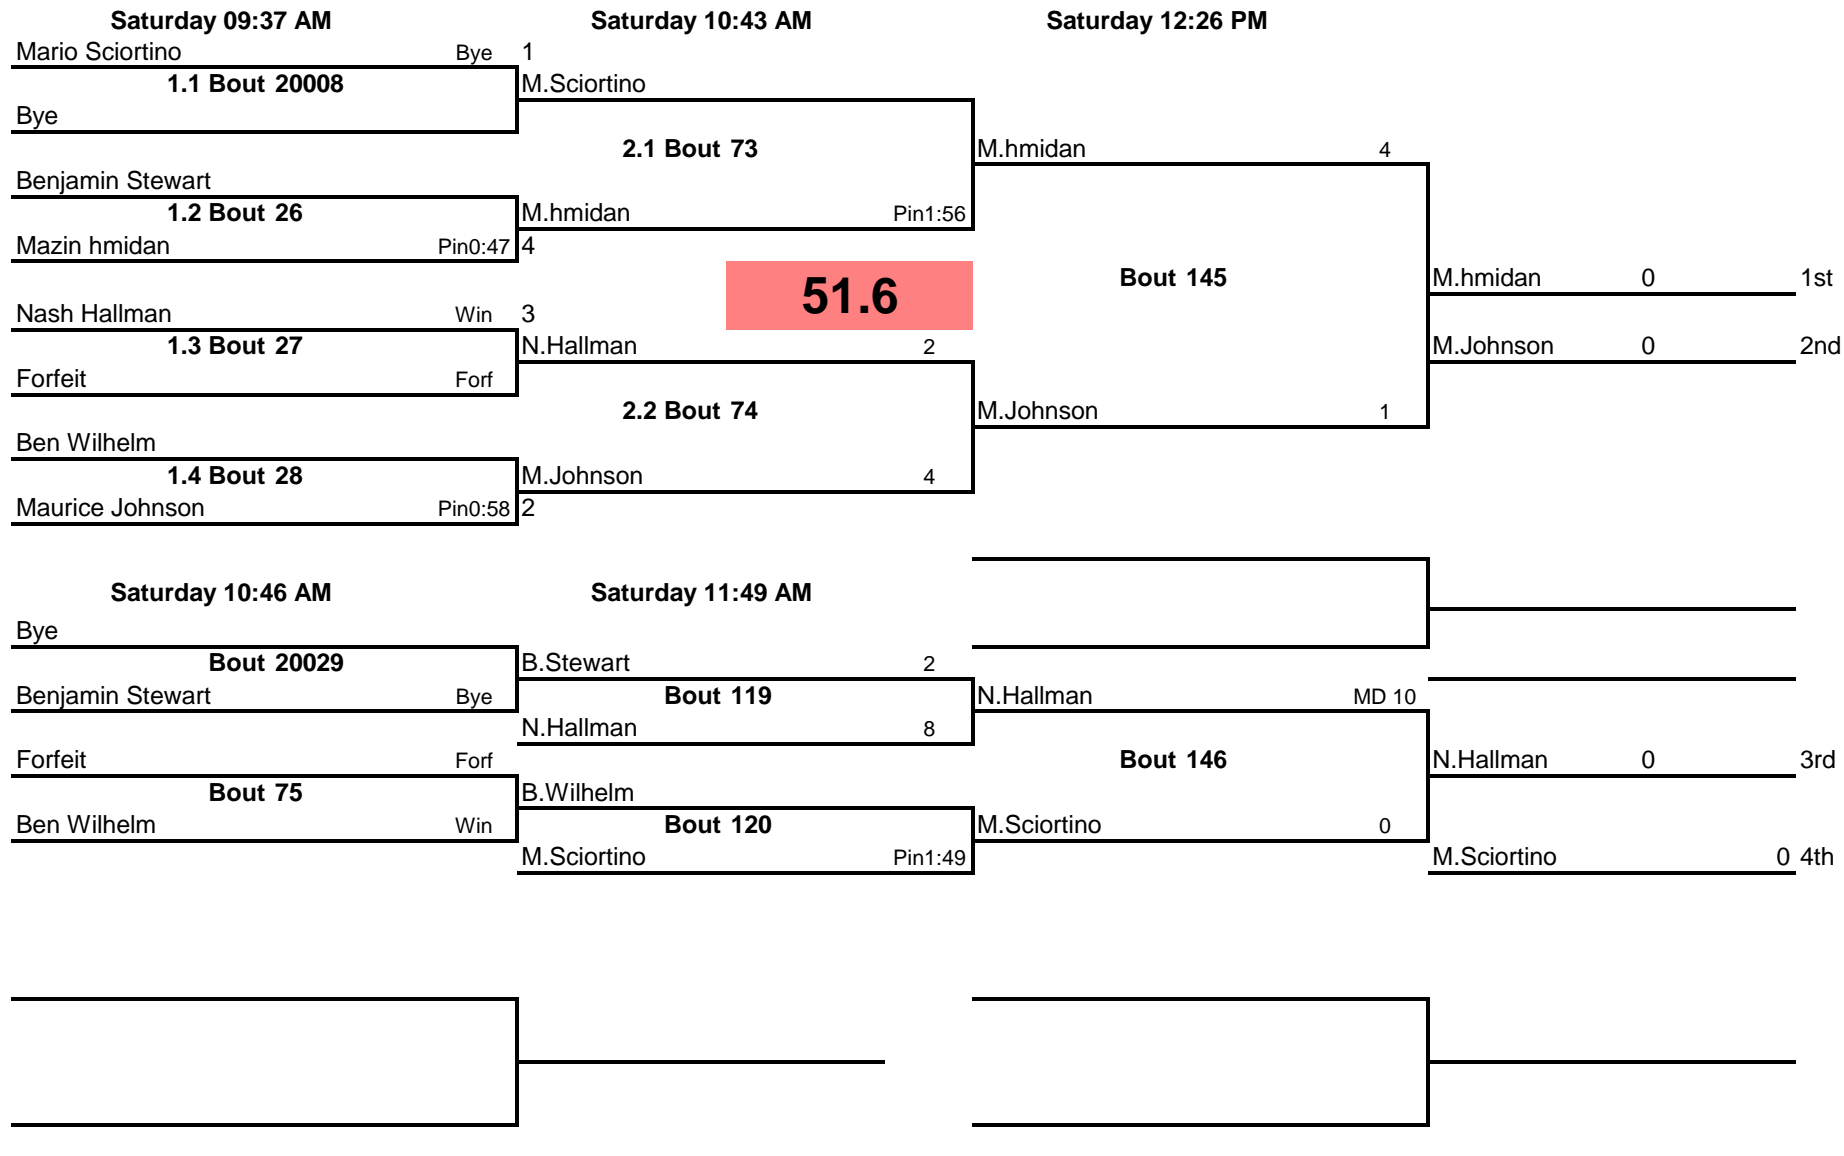 Saturday 09:37 AM Saturday 10:43 AM Saturday 12:26 PM
Mario Sciortino Bye 1
1.1 Bout 20008 M.Sciortino
Bye
2.1 Bout 73 M.hmidan 4
Benjamin Stewart
1.2 Bout 26 M.hmidan Pin1:56
Mazin hmidan Pin0:47 4
51.6 Bout 145 M.hmidan 0 1st
Nash Hallman Win 3
1.3 Bout 27 N.Hallman 2 M.Johnson 0 2nd
Forfeit Forf
2.2 Bout 74 M.Johnson 1
Ben Wilhelm
1.4 Bout 28 M.Johnson 4
Maurice Johnson Pin0:58 2
Saturday 10:46 AM Saturday 11:49 AM
Bye
Bout 20029 B.Stewart 2
Benjamin Stewart Bye Bout 119 N.Hallman MD 10
N.Hallman 8
Forfeit Forf Bout 146 N.Hallman 0 3rd
Bout 75 B.Wilhelm
Ben Wilhelm Win Bout 120 M.Sciortino 0
M.Sciortino Pin1:49 M.Sciortino 0 4th